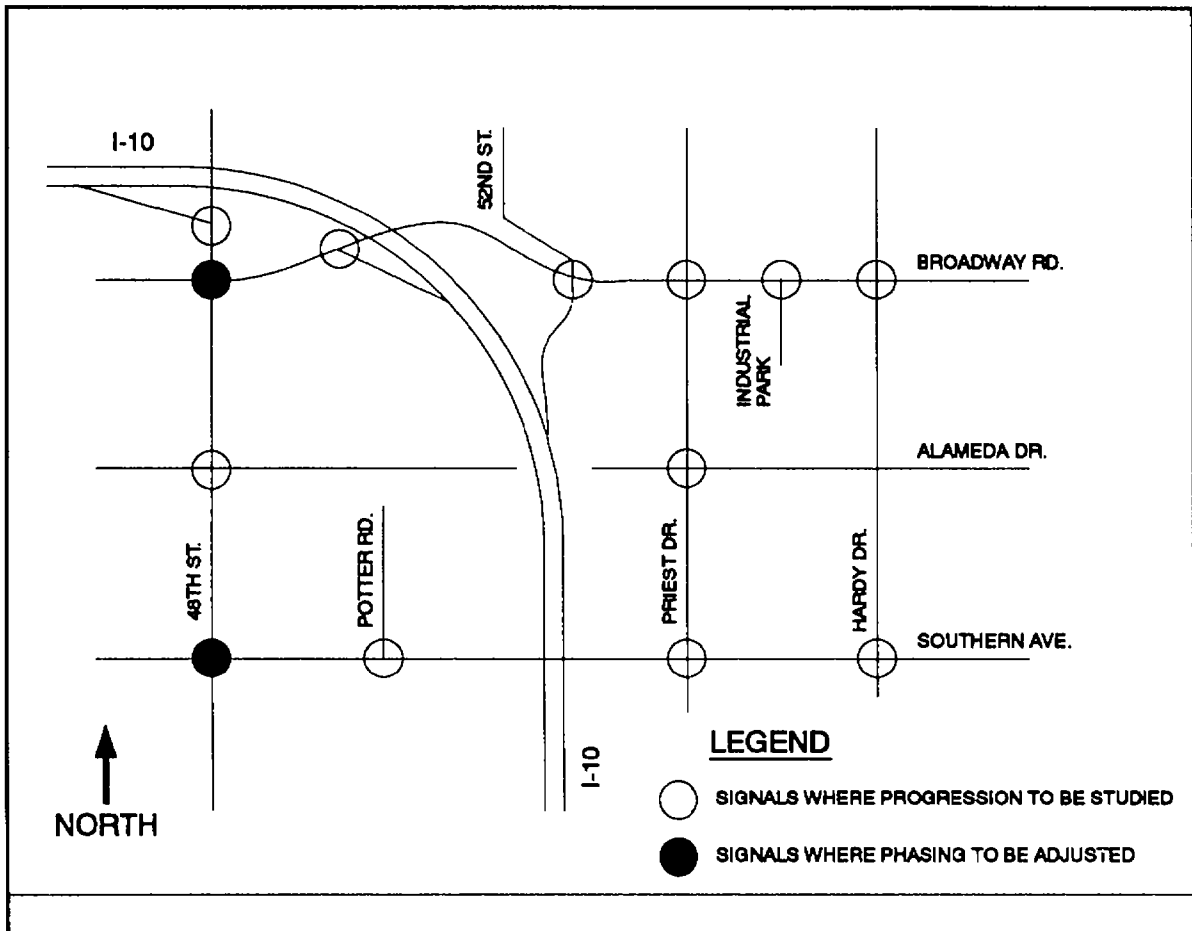 I-10
52ND ST.
BROADWAY RD.
INDUSTRIAL
PARK
ALAMEDA DR.
48TH ST.
POTTER RD.
PRIEST DR.
HARDY DR.
SOUTHERN AVE.
I-10
NORTH
LEGEND
SIGNALS WHERE PROGRESSION TO BE STUDIED
SIGNALS WHERE PHASING TO BE ADJUSTED